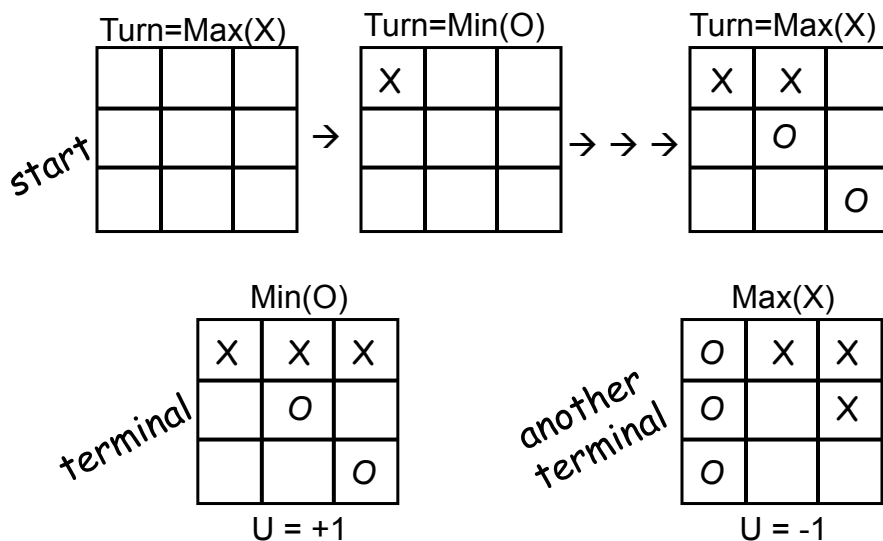 Turn=Max(X) Turn=Min(O) Turn=Max(X)
X X X
start → → → → O
O
Min(O) Max(X)
X X X O X X
terminal O another terminal O X
O O
U = +1 U = -1